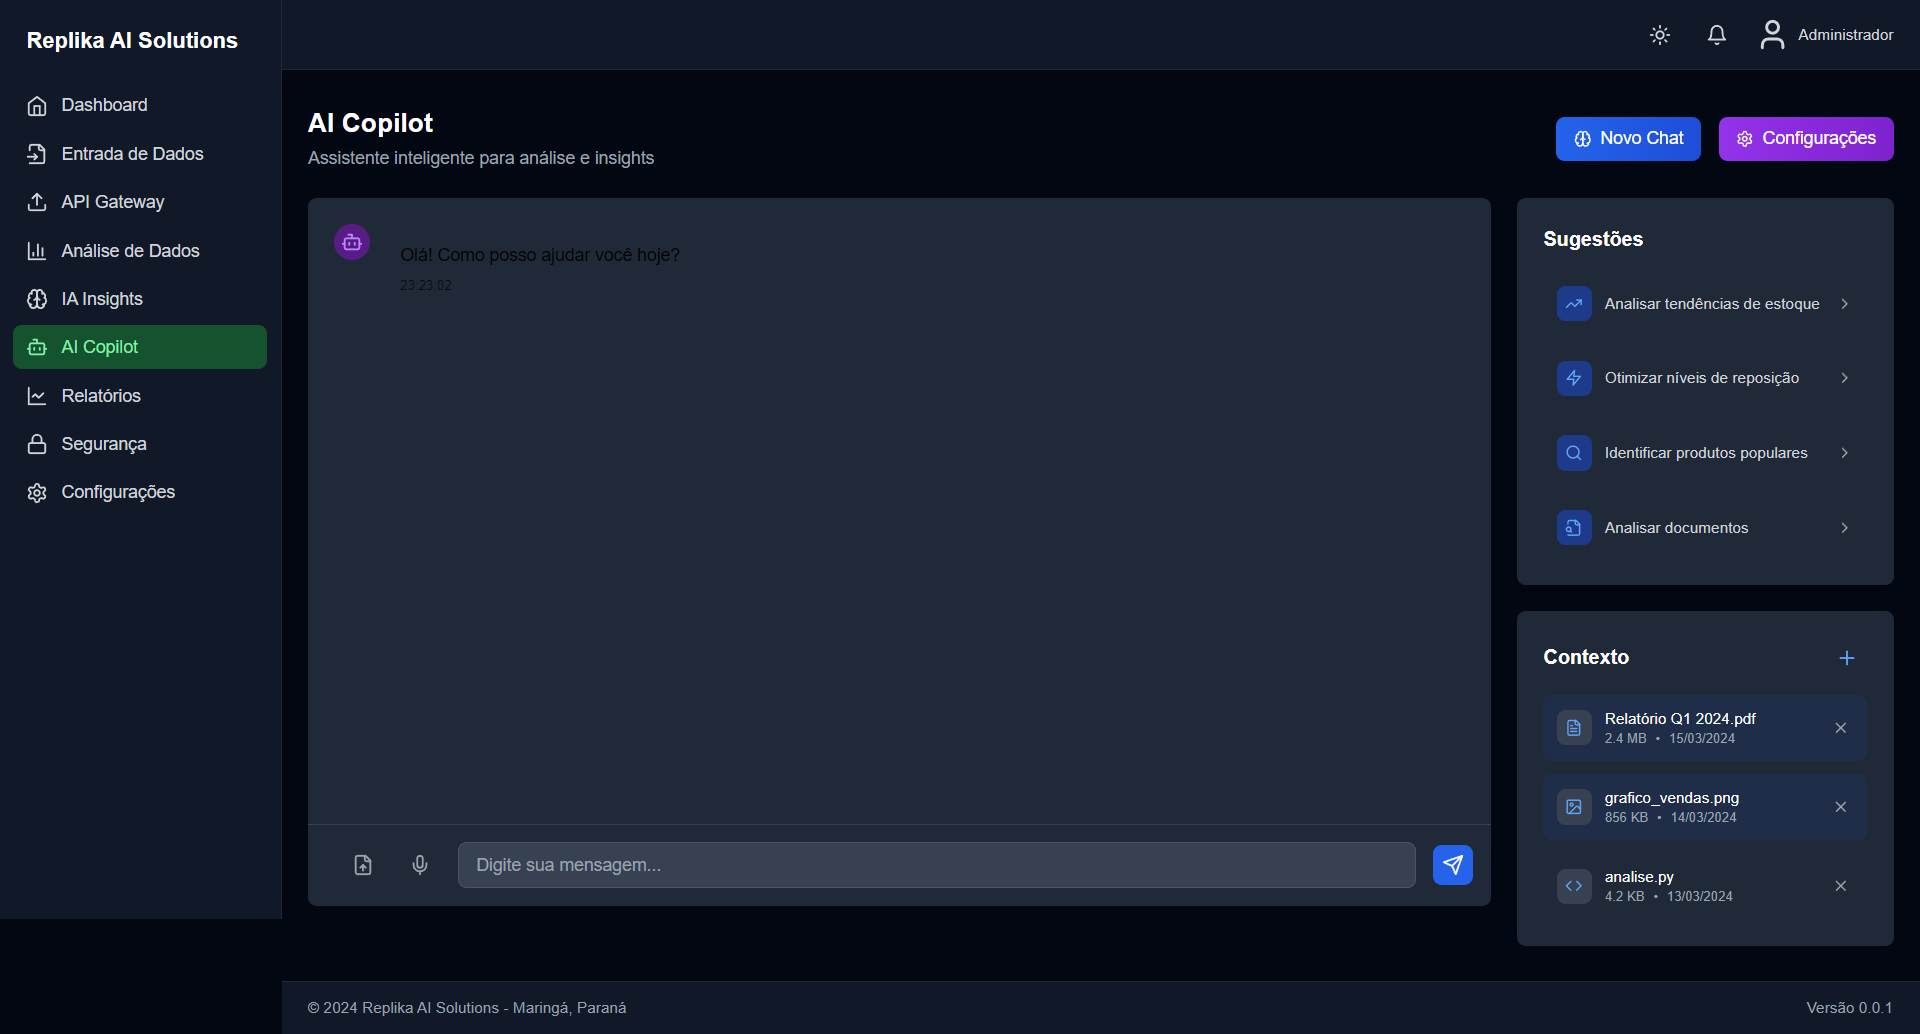 Replika AI Solutions
Dashboard
Entrada de Dados
API Gateway
Análise de Dados
IA Insights
AI Copilot
Relatórios
Segurança
Configurações
Administrador
AI Copilot
Assistente inteligente para análise e insights
Novo Chat
Configurações
Olá! Como posso ajudar você hoje?
23:23:02
Digite sua mensagem...
Sugestões
Analisar tendências de estoque
Otimizar níveis de reposição
Identificar produtos populares
Analisar documentos
Contexto
Relatório Q1 2024.pdf
2.4 MB • 15/03/2024
grafico_vendas.png
856 KB • 14/03/2024
analise.py
4.2 KB • 13/03/2024
© 2024 Replika AI Solutions - Maringá, Paraná
Versão 0.0.1